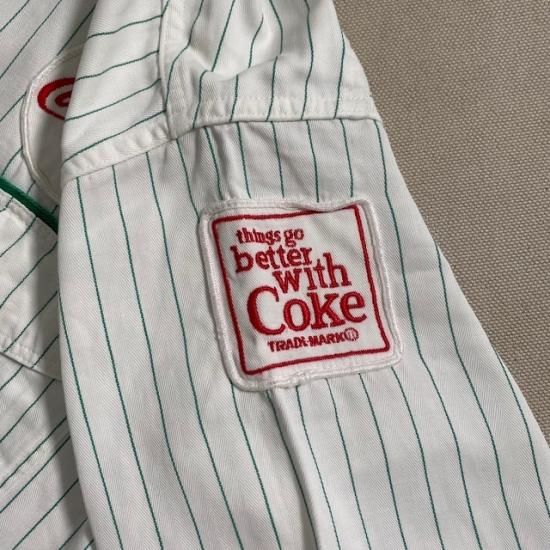 things go
better
with
Coke
TRADE-MARK®